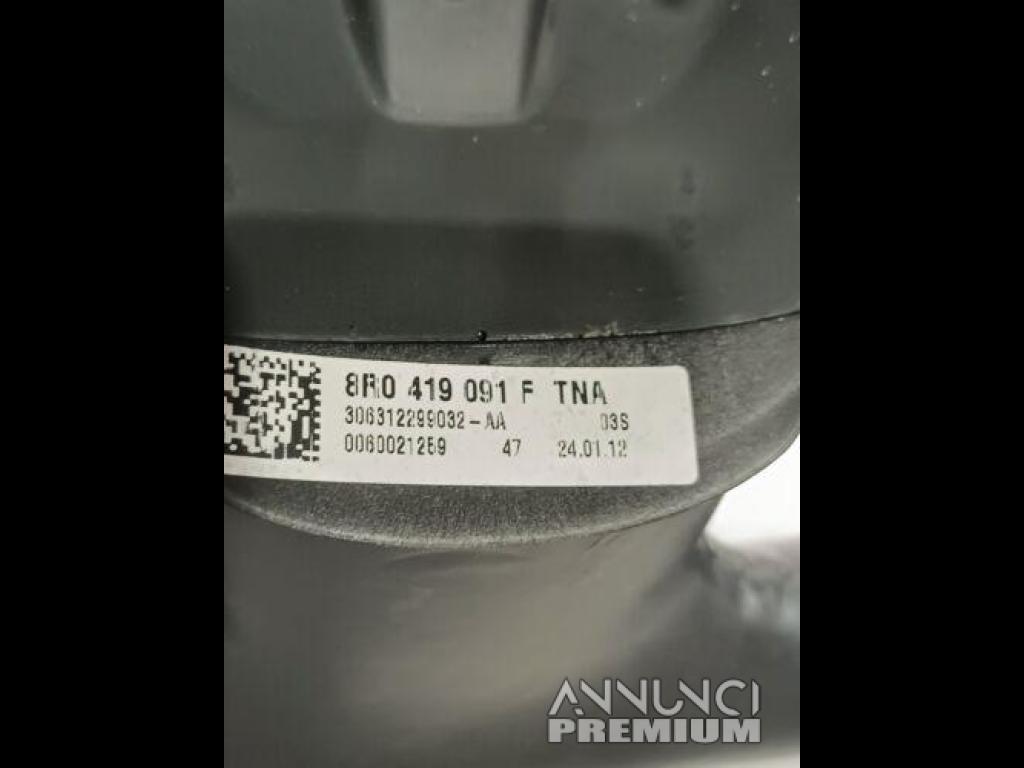 8R0 419 091 F TNA
306312299032-AA 03S
0060021259 47 24.01.12
ANNUNCI
PREMIUM